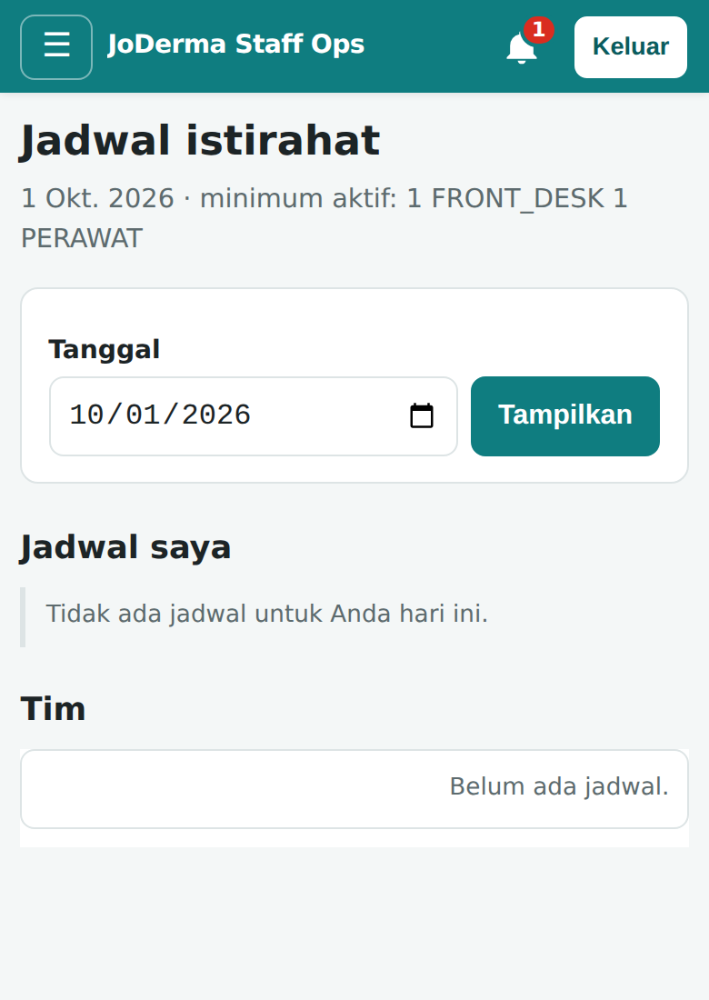 ☰ JoDerma Staff Ops 1 Keluar
Jadwal istirahat
1 Okt. 2026 · minimum aktif: 1 FRONT_DESK 1
PERAWAT
Tanggal
10/01/2026 Tampilkan
Jadwal saya
Tidak ada jadwal untuk Anda hari ini.
Tim
Belum ada jadwal.